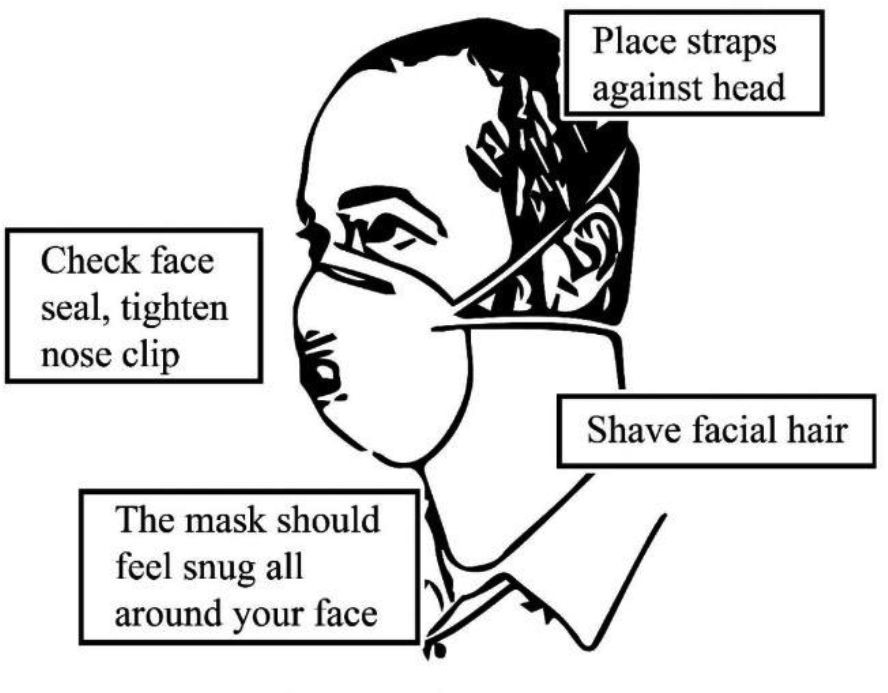 Place straps
against head
Check face
seal, tighten
nose clip
Shave facial hair
The mask should
feel snug all
around your face